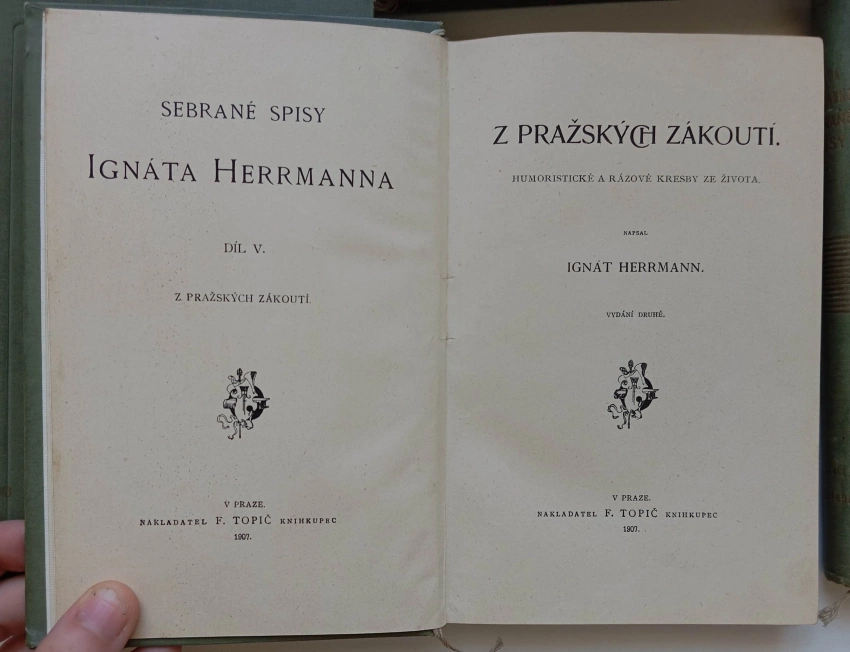 SEBRANÉ SPISY
IGNÁTA HERRMANNA
DÍL V.
Z PRAŽSKÝCH ZÁKOUTÍ.
V PRAZE.
NAKLADATEL F. TOPIČ KNIHKUPEC
1907.
Z PRAŽSKÝCH ZÁKOUTÍ.
HUMORISTICKÉ A RÁZOVÉ KRESBY ZE ŽIVOTA.
NAPSAL
IGNÁT HERRMANN.
VYDÁNÍ DRUHÉ.
V PRAZE.
NAKLADATEL F. TOPIČ KNIHKUPEC
1907.